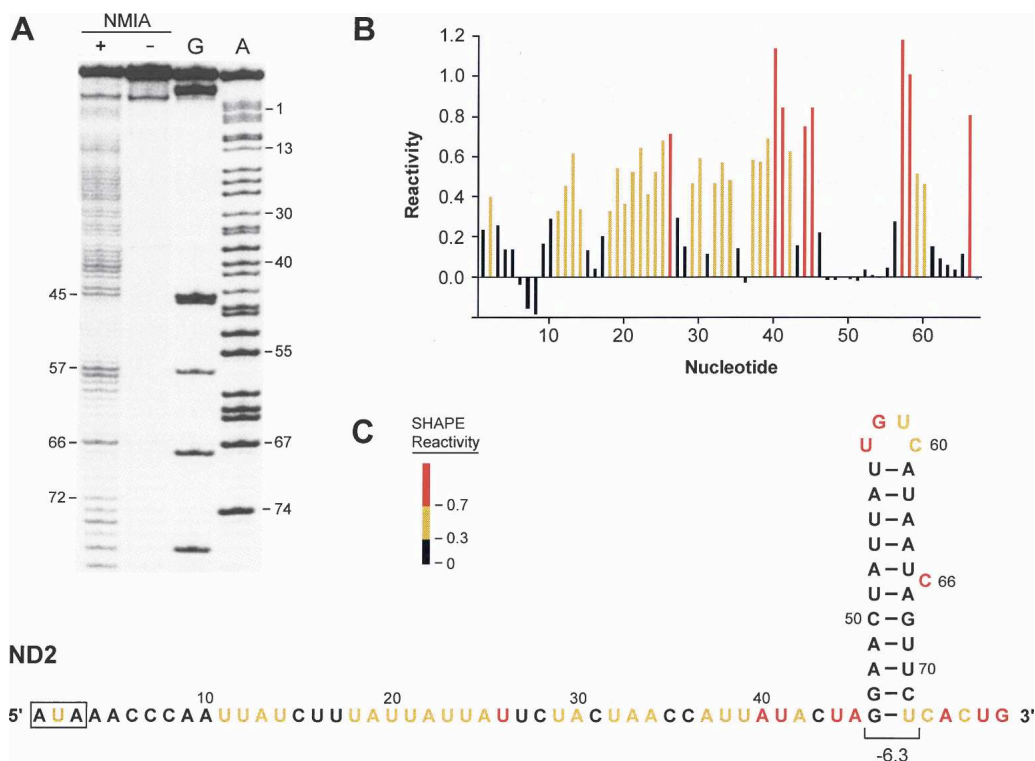 A
NMIA
+ − G A
1
13
30
40
45
55
57
66
67
72
74
B
1.2
1.0
0.8
0.6
0.4
0.2
0.0
Reactivity
10 20 30 40 50 60
Nucleotide
C
SHAPE
Reactivity
0.7
0.3
0
G U
U C 60
U–A
A–U
U–A
U–A
A–U C 66
U–A
50 C–G
A–U
A–U 70
G–C
ND2
10 20 30 40
5' A U A A A C C C A A U U A U C U U U A U U A U U A U U C U A C U A A C C A U U A U A C U A G – U C A C U G 3'
-6.3